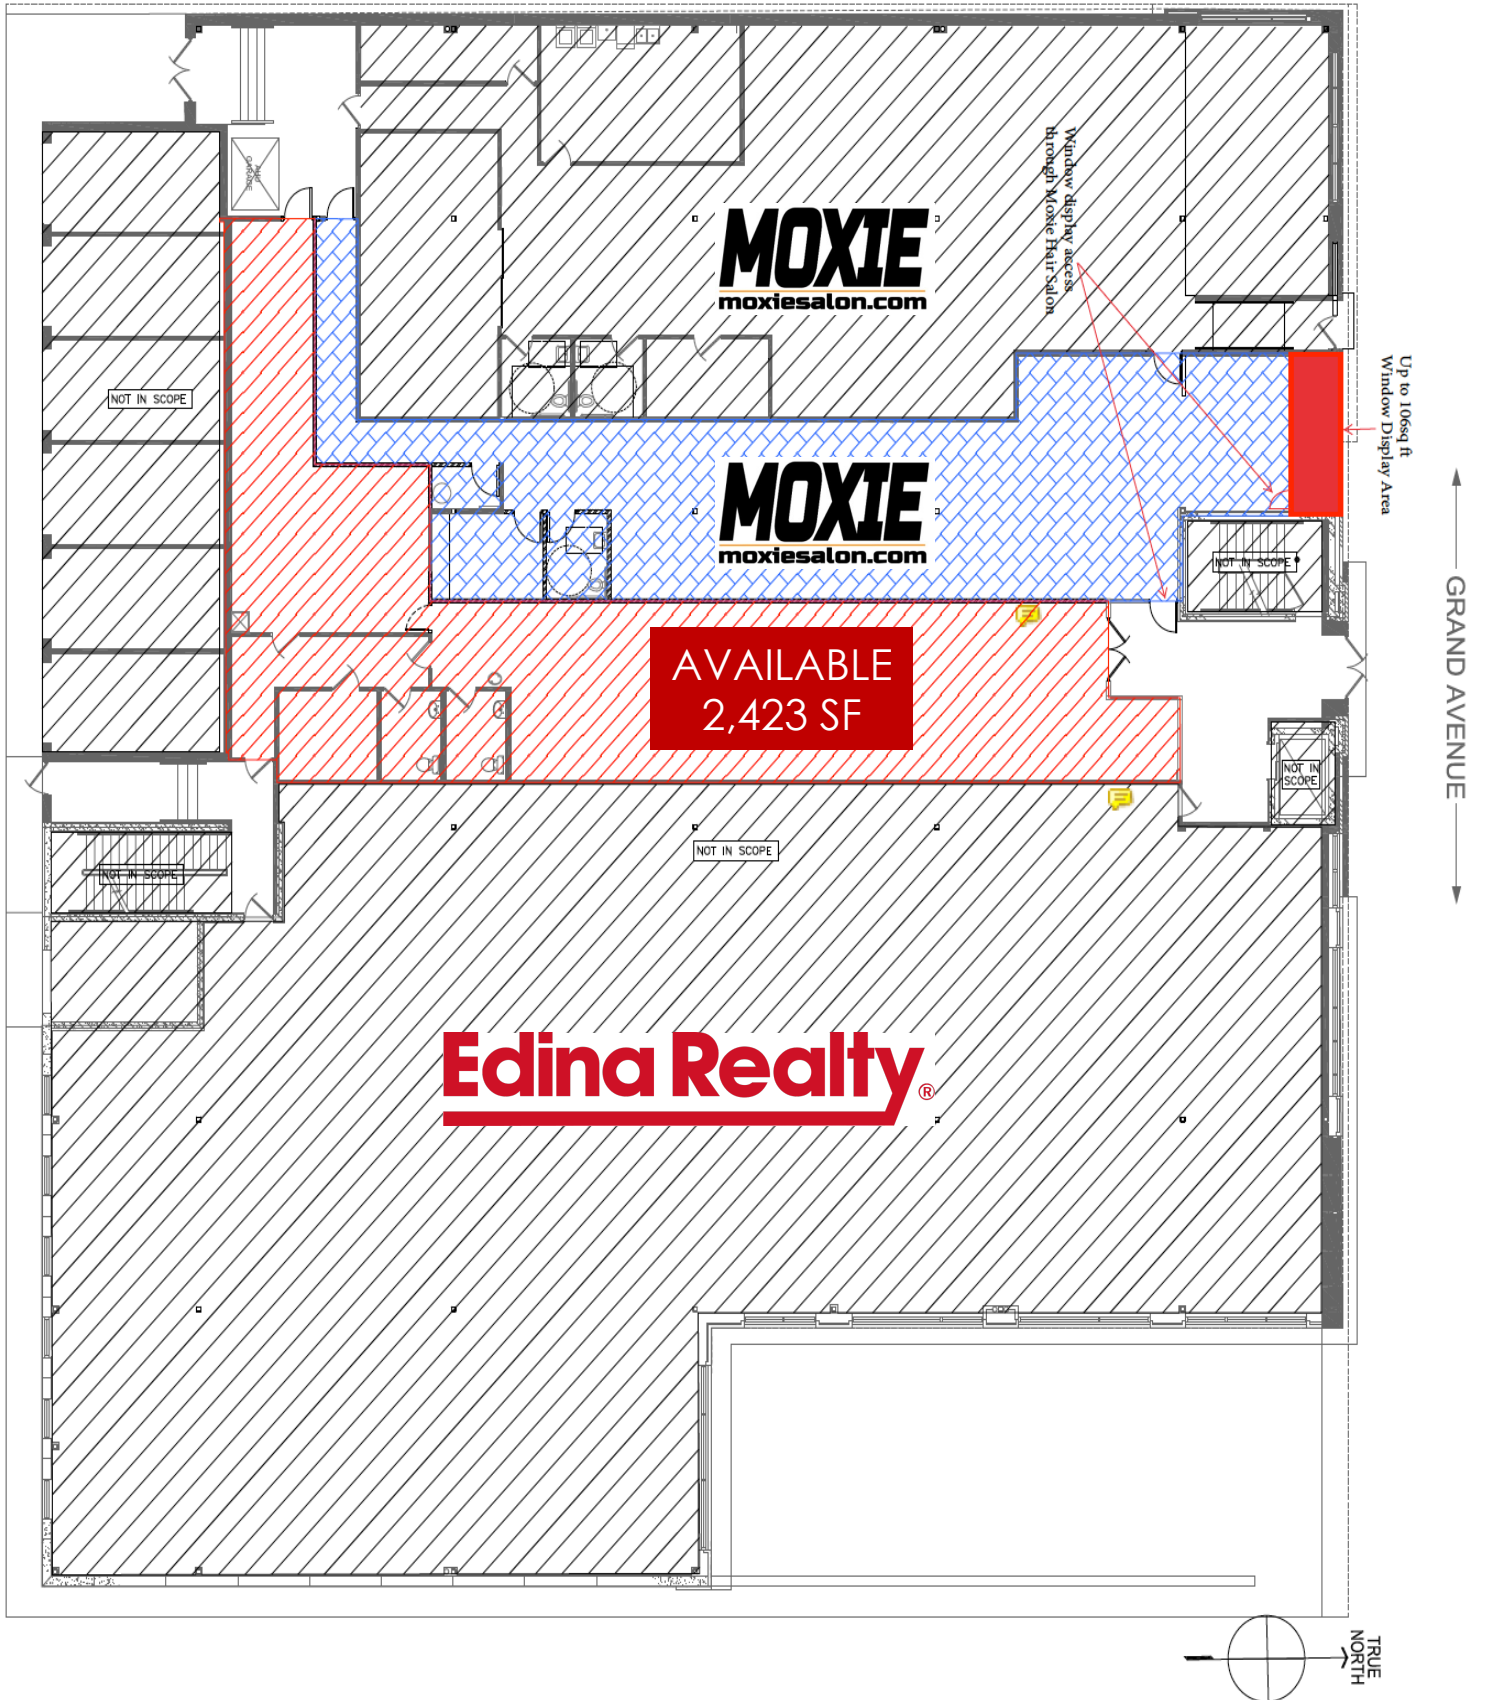 AHU
GARAGE
Window display access
through Moxie Hair Salon
MOXIE
moxiesalon.com
Up to 106sq ft
Window Display Area
NOT IN SCOPE
MOXIE
moxiesalon.com
NOT IN SCOPE
GRAND AVENUE
AVAILABLE
2,423 SF
NOT IN
SCOPE
NOT IN SCOPE
NOT IN SCOPE
Edina Realty®
TRUE
NORTH